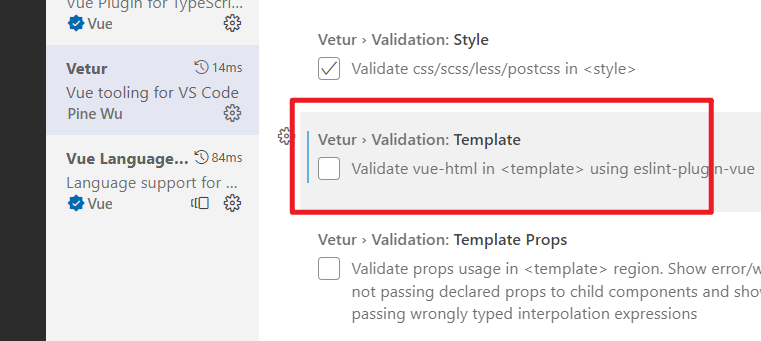 Vue Plugin for TypeScri...
Vue
Vetur 14ms
Vue tooling for VS Code
Pine Wu
Vue Language... 84ms
Language support for ...
Vue
Vetur › Validation: Style
Validate css/scss/less/postcss in <style>
Vetur › Validation: Template
Validate vue-html in <template> using eslint-plugin-vue
Vetur › Validation: Template Props
Validate props usage in <template> region. Show error/w
not passing declared props to child components and show
passing wrongly typed interpolation expressions